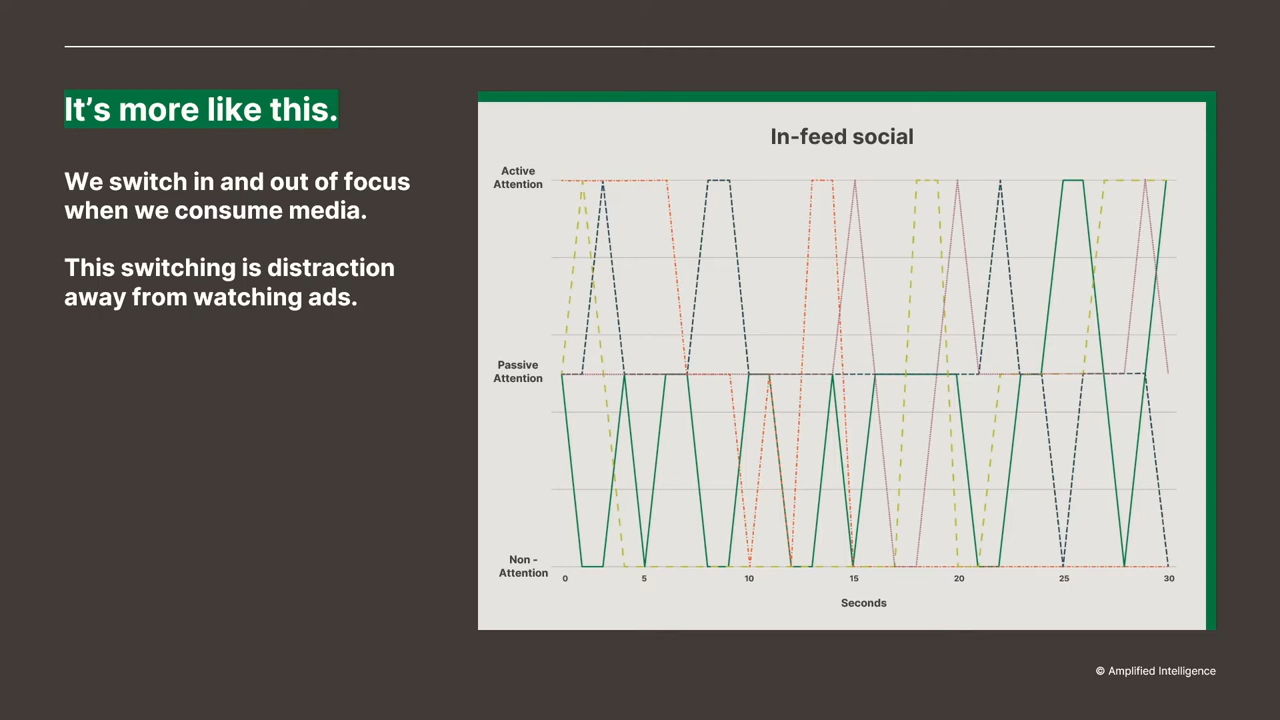 It’s more like this.
We switch in and out of focus
when we consume media.
This switching is distraction
away from watching ads.
In-feed social
Active
Attention
Passive
Attention
Non -
Attention
0 5 10 15 20 25 30
Seconds
© Amplified Intelligence